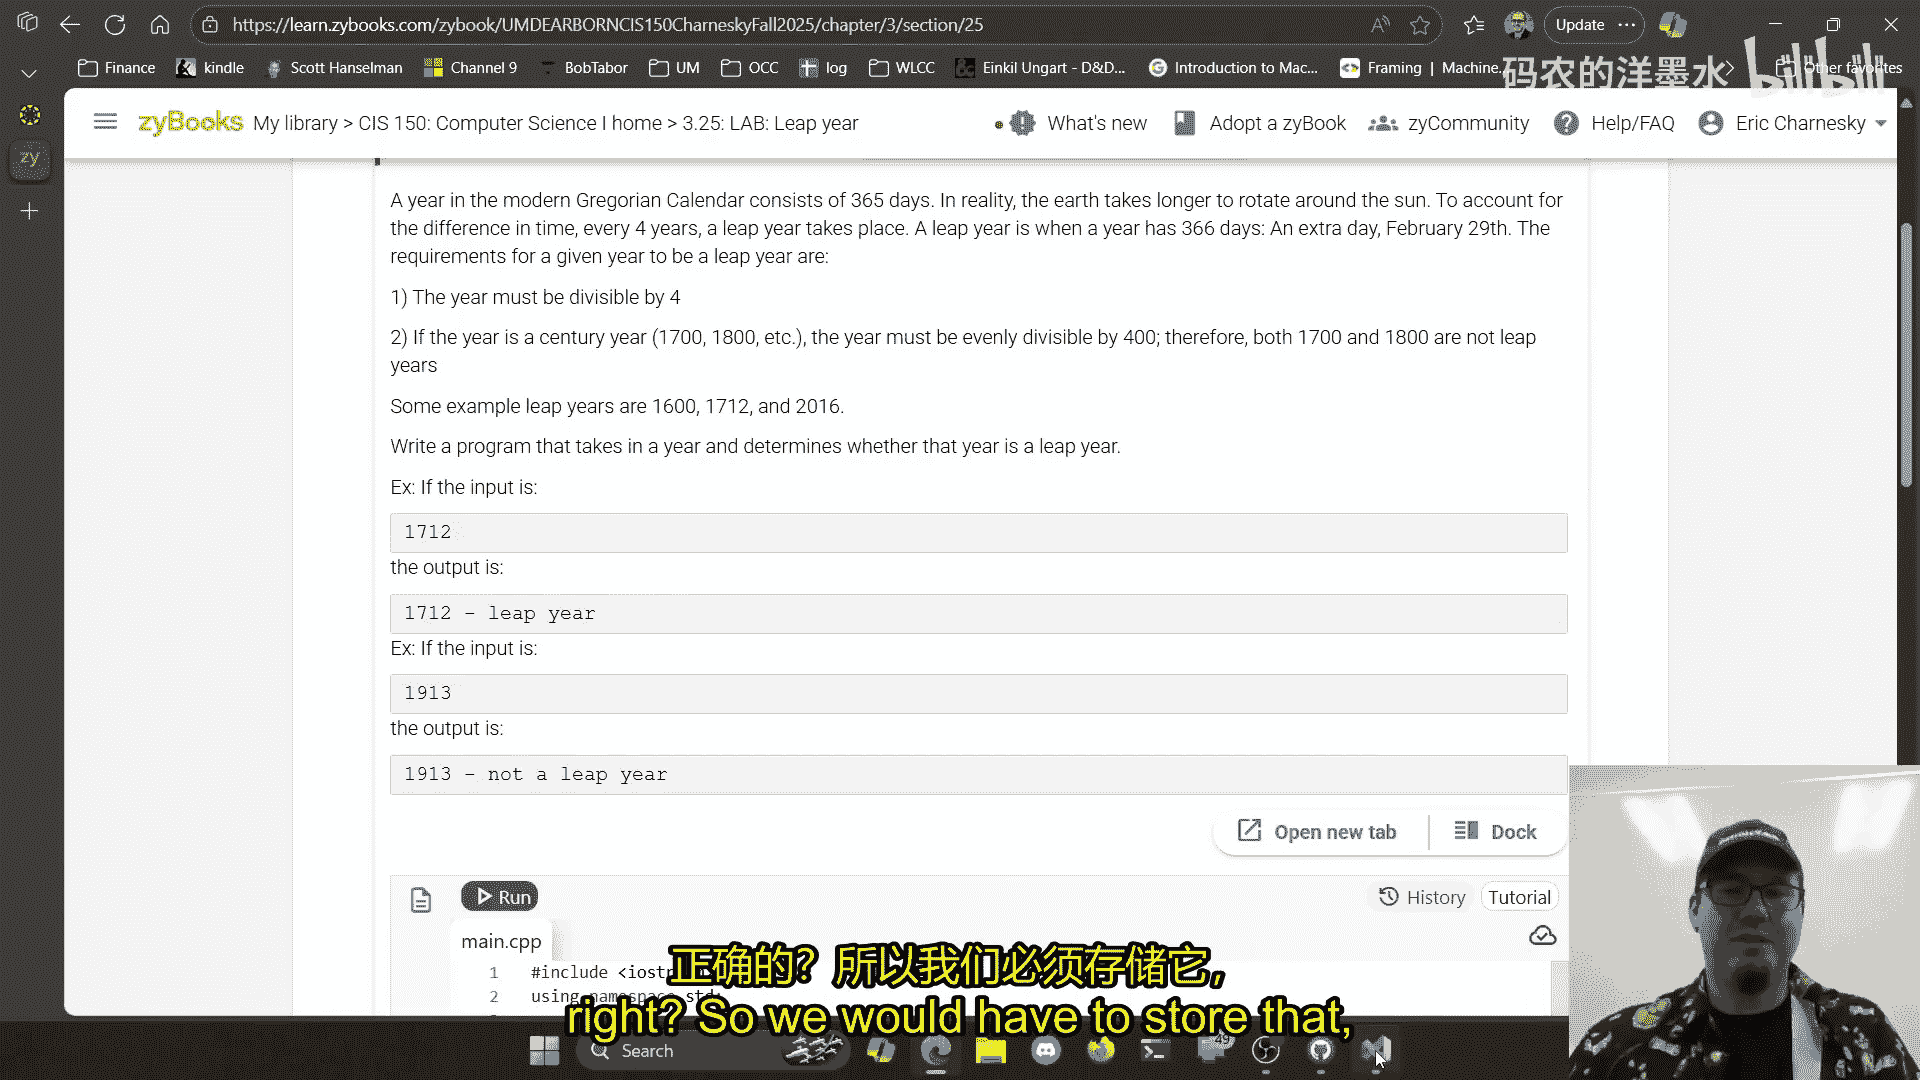 https://learn.zybooks.com/zybook/UMDEARBORNCIS150CharneskyFall2025/chapter/3/section/25
Update
Finance
kindle
Scott Hanselman
Channel 9
BobTabor
UM
OCC
log
WLCC
Einkil Ungart - D&D...
Introduction to Mac...
Framing | Machine...
Other favorites
码农的洋墨水
bilibili
zyBooks
My library > CIS 150: Computer Science I home > 3.25: LAB: Leap year
What's new
Adopt a zyBook
zyCommunity
Help/FAQ
Eric Charnesky
zy
A year in the modern Gregorian Calendar consists of 365 days. In reality, the earth takes longer to rotate around the sun. To account for
the difference in time, every 4 years, a leap year takes place. A leap year is when a year has 366 days: An extra day, February 29th. The
requirements for a given year to be a leap year are:
1) The year must be divisible by 4
2) If the year is a century year (1700, 1800, etc.), the year must be evenly divisible by 400; therefore, both 1700 and 1800 are not leap
years
Some example leap years are 1600, 1712, and 2016.
Write a program that takes in a year and determines whether that year is a leap year.
Ex: If the input is:
1712
the output is:
1712 - leap year
Ex: If the input is:
1913
the output is:
1913 - not a leap year
Open new tab
Dock
Run
History
Tutorial
main.cpp
1 #include <iostr
2 using namespace std;
正确的？所以我们必须存储它，
right? So we would have to store that,
Search
49